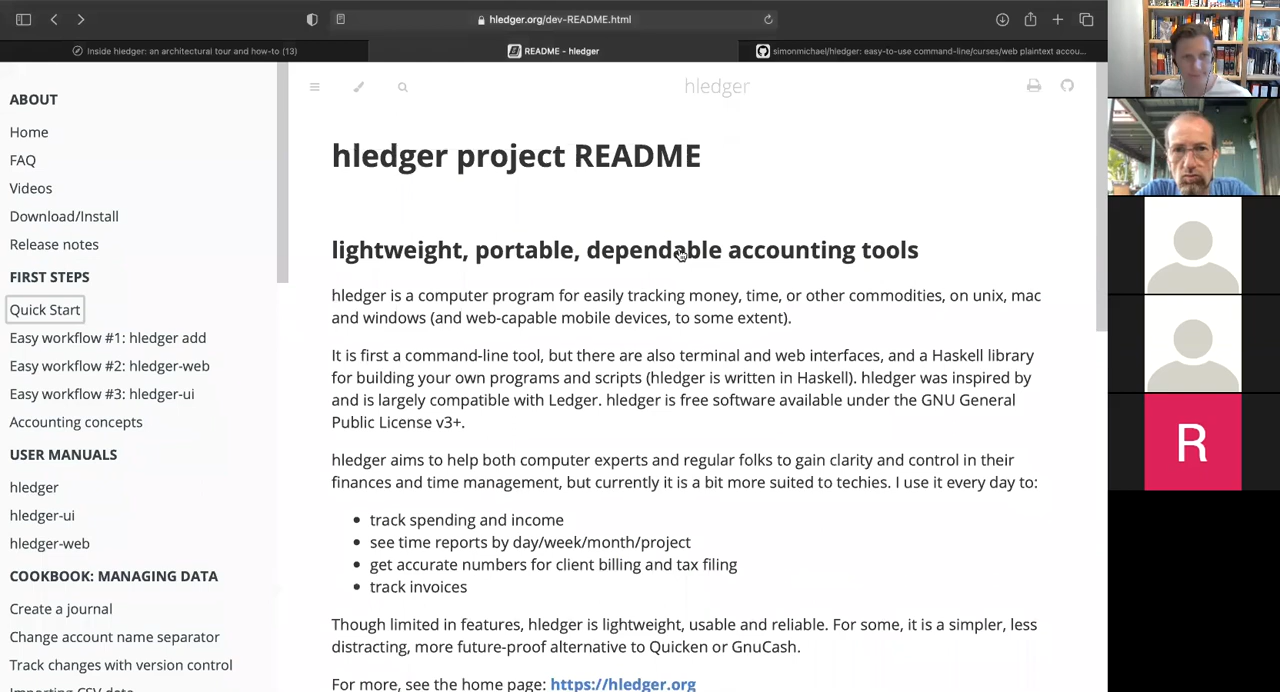 hledger.org/dev-README.html
Inside hledger: an architectural tour and how-to (13)
README - hledger
simonmichael/hledger: easy-to-use command-line/curses/web plaintext accou...
ABOUT
Home
FAQ
Videos
Download/Install
Release notes
FIRST STEPS
Quick Start
Easy workflow #1: hledger add
Easy workflow #2: hledger-web
Easy workflow #3: hledger-ui
Accounting concepts
USER MANUALS
hledger
hledger-ui
hledger-web
COOKBOOK: MANAGING DATA
Create a journal
Change account name separator
Track changes with version control
Importing CSV data
hledger
hledger project README
lightweight, portable, dependable accounting tools
hledger is a computer program for easily tracking money, time, or other commodities, on unix, mac
and windows (and web-capable mobile devices, to some extent).
It is first a command-line tool, but there are also terminal and web interfaces, and a Haskell library
for building your own programs and scripts (hledger is written in Haskell). hledger was inspired by
and is largely compatible with Ledger. hledger is free software available under the GNU General
Public License v3+.
hledger aims to help both computer experts and regular folks to gain clarity and control in their
finances and time management, but currently it is a bit more suited to techies. I use it every day to:
• track spending and income
• see time reports by day/week/month/project
• get accurate numbers for client billing and tax filing
• track invoices
Though limited in features, hledger is lightweight, usable and reliable. For some, it is a simpler, less
distracting, more future-proof alternative to Quicken or GnuCash.
For more, see the home page: https://hledger.org
R